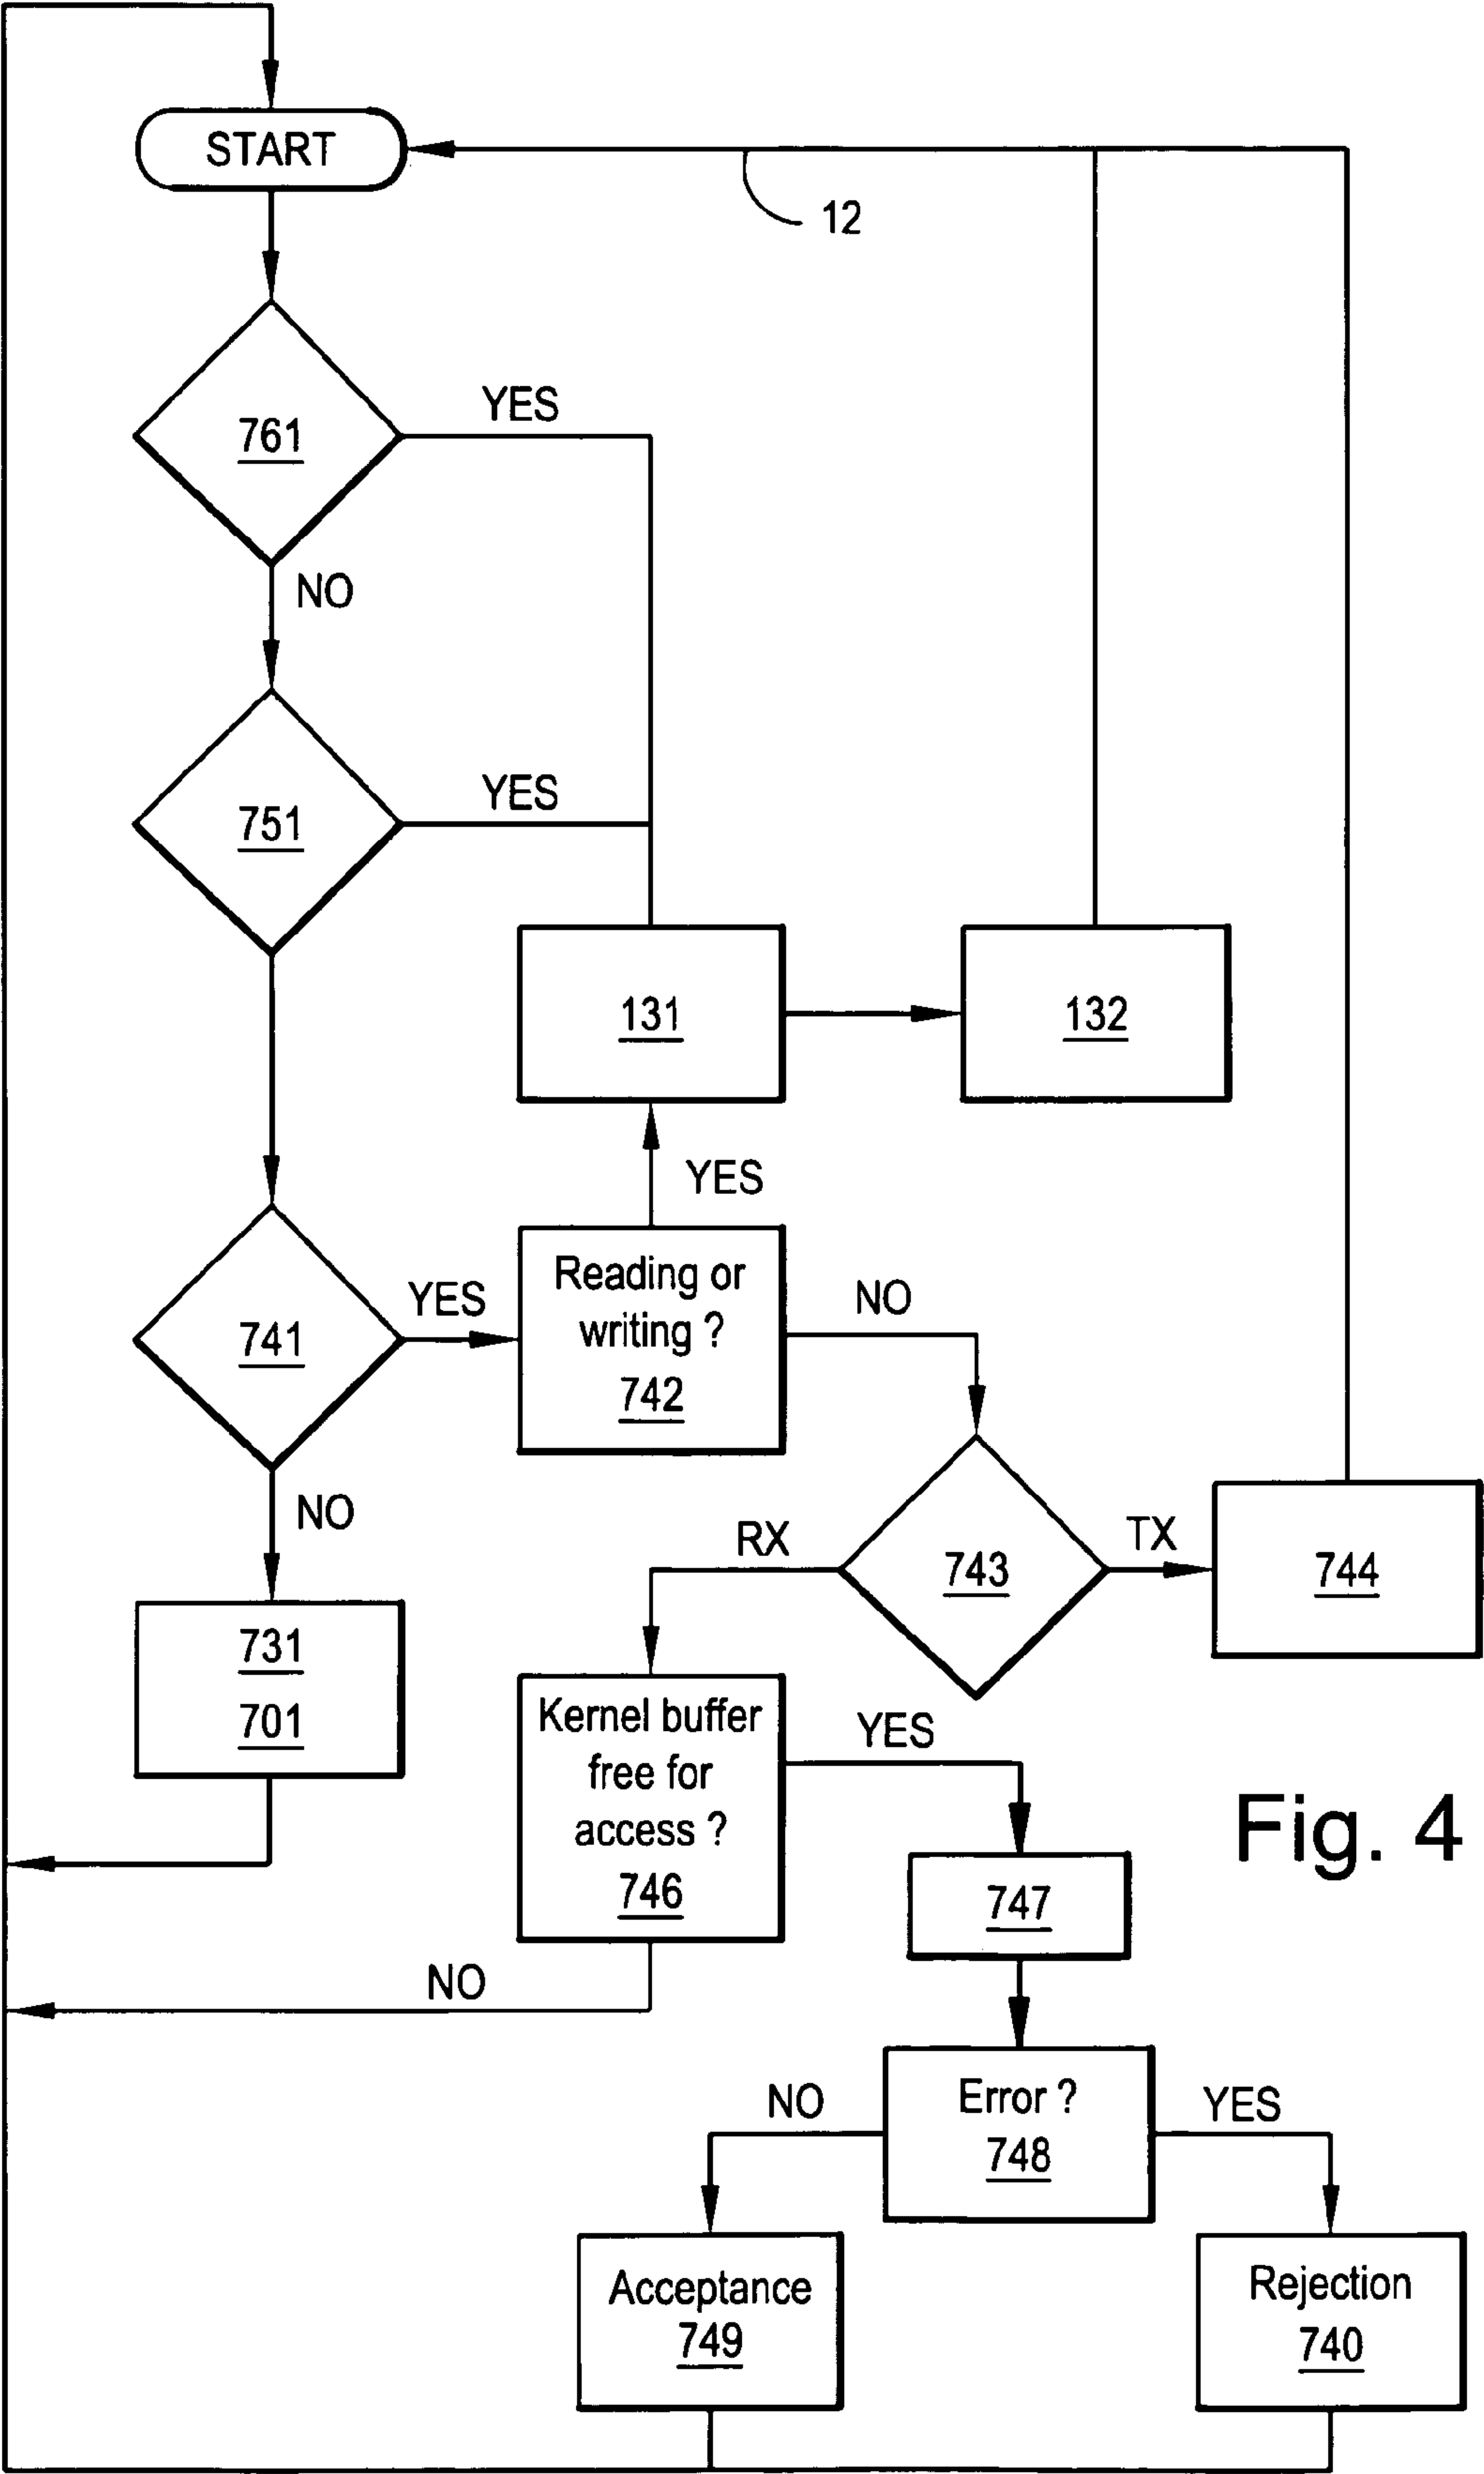 START
12
YES
761
NO
YES
751
131
132
YES
Reading or
writing ?
742
YES
NO
741
NO
RX
743
TX
744
731
701
Kernel buffer
free for
access ?
746
YES
747
NO
Fig. 4
Error ?
748
NO
YES
Acceptance
749
Rejection
740